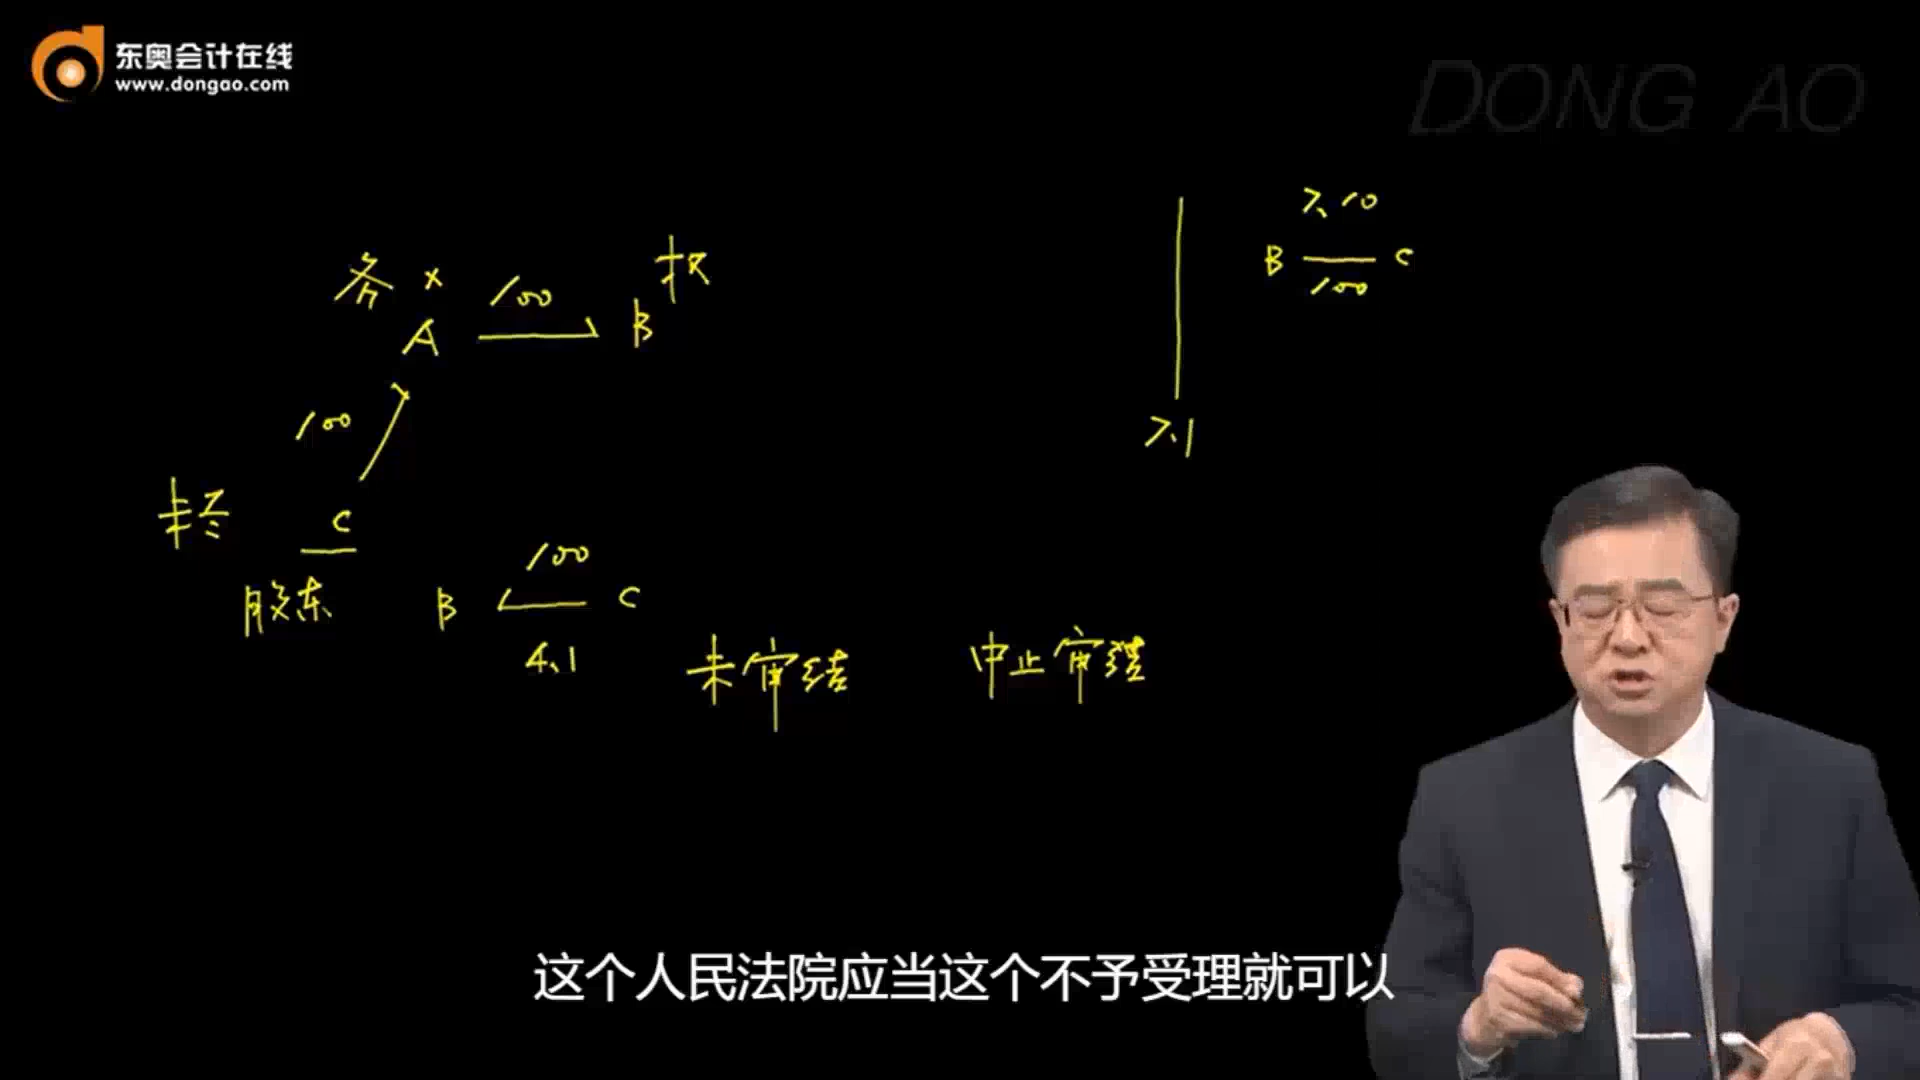 东奥会计在线
www.dongao.com
DONG AO
7.10
B C
100
务 × 100 权
A B
7.1
100
C
股东
100
B C
4.1
未审结 中止审理
这个人民法院应当这个不予受理就可以